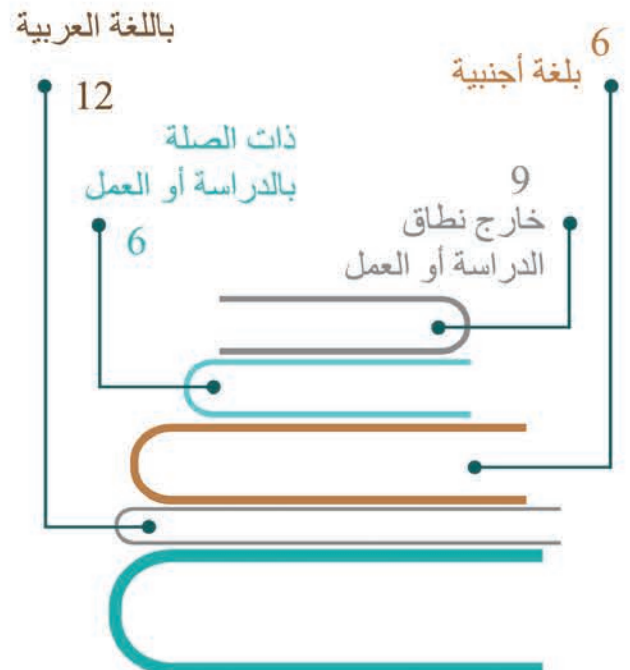 باللغة العربية
12
6
بلغة أجنبية
ذات الصلة
بالدراسة أو العمل
6
9
خارج نطاق
الدراسة أو العمل